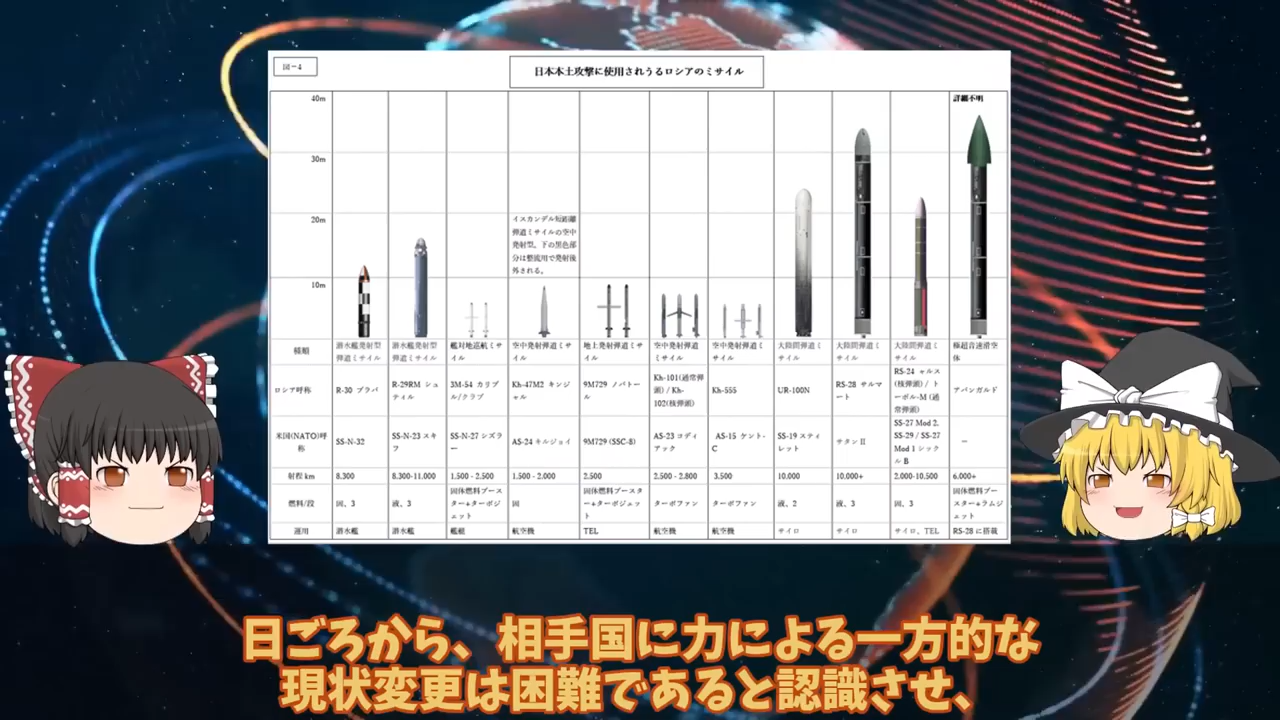 図-4
日本本土攻撃に使用されうるロシアのミサイル
40m
30m
20m
10m
詳細不明
イスカンデル短距離
弾道ミサイルの空中
発射型。下の黒色部
分は整流用で発射後
外される。
種類
潜水艦発射型
弾道ミサイル
潜水艦発射型
弾道ミサイル
艦対地巡航ミサ
イル
空中発射弾道ミ
サイル
地上発射弾道ミ
サイル
空中発射弾道
ミサイル
空中発射弾道ミ
サイル
大陸間弾道ミ
サイル
大陸間弾道ミ
サイル
大陸間弾道ミ
サイル
極超音速滑空
体
ロシア呼称
R-30 ブラバ
R-29RM シュ
ティル
3M-54 カリブ
ル/クラブ
Kh-47M2 キンジ
ャル
9M729 ノバトー
ル
Kh-101(通常弾
頭) / Kh-
102(核弾頭)
Kh-555
UR-100N
RS-28 サルマ
ート
RS-24 ヤルス
(核弾頭) / ト
ーポリ-M (通
常弾頭)
アバンガルド
米国(NATO)呼
称
SS-N-32
SS-N-23 スキ
フ
SS-N-27 シズラ
ー
AS-24 キルジョイ
9M729 (SSC-8)
AS-23 コディ
アック
AS-15 ケント-
C
SS-19 スティ
レット
サタンⅡ
SS-27 Mod 2,
SS-29 / SS-27
Mod 1 シック
ル B
--
射程 km
8.300
8.300-11.000
1.500 - 2.500
1.500 - 2.000
2.500
2.500 - 2.800
3.500
10.000
10.000+
2.000-10.500
6.000+
燃料/段
固、3
液、3
固体燃料ブース
ター+ターボジ
ェット
固
固体燃料ブースタ
ー+ターボジェッ
ト
ターボファン
ターボファン
液、2
液、3
固、3
固体燃料ブー
スター+ラムジ
ェット
運用
潜水艦
潜水艦
艦艇
航空機
TEL
航空機
航空機
サイロ
サイロ
サイロ、TEL
RS-28 に搭載
日ごろから、相手国に力による一方的な
現状変更は困難であると認識させ、